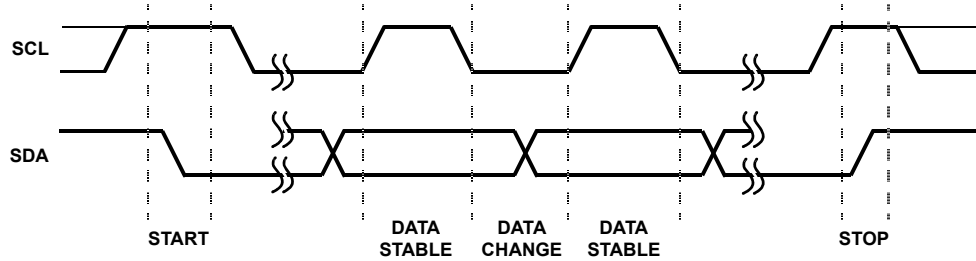 SCL
SDA
START
DATA
STABLE
DATA
CHANGE
DATA
STABLE
STOP